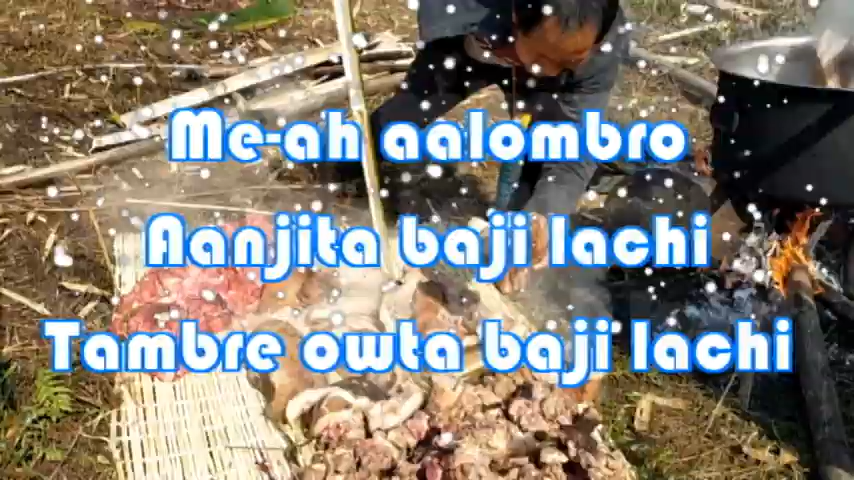 Me-ah aalombro
Aanjita baji lachi
Tambre owta baji lachi